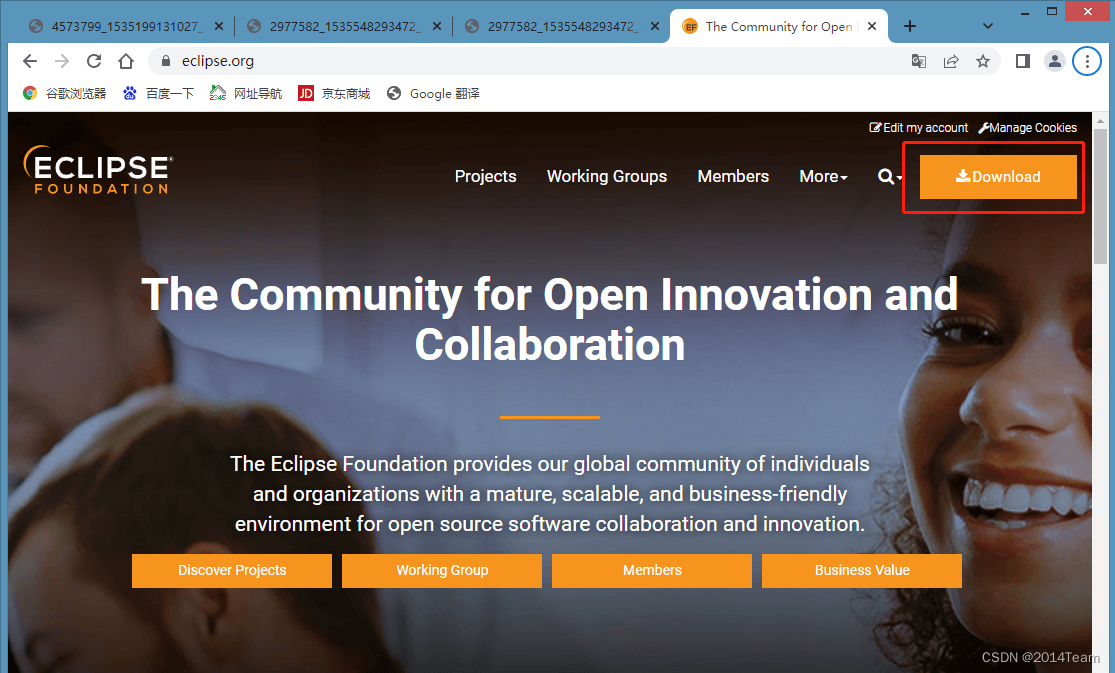 4573799_1535199131027_
2977582_1535548293472_
2977582_1535548293472_
EF The Community for Open
eclipse.org
谷歌浏览器 百度一下 2345 网址导航 JD 京东商城 Google 翻译
Edit my account Manage Cookies
ECLIPSE®
FOUNDATION
Projects Working Groups Members More Download
The Community for Open Innovation and
Collaboration
The Eclipse Foundation provides our global community of individuals
and organizations with a mature, scalable, and business-friendly
environment for open source software collaboration and innovation.
Discover Projects Working Group Members Business Value
CSDN @2014Team